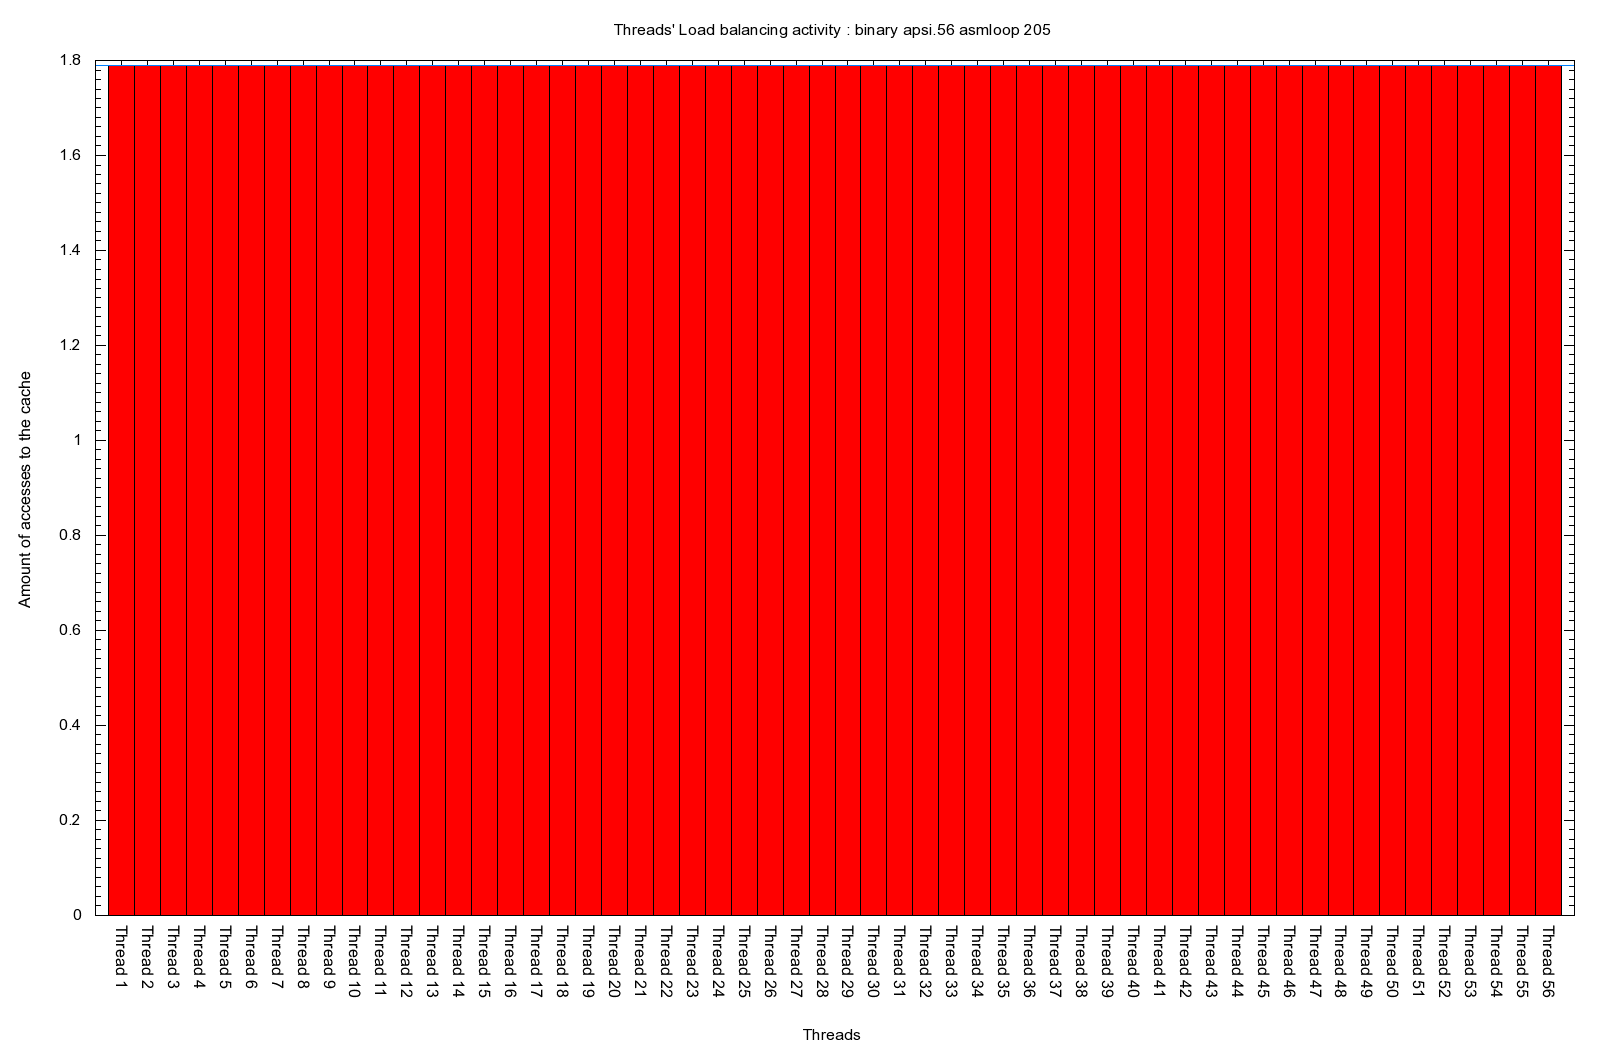 Threads' Load balancing activity : binary apsi.56 asmloop 205
1.8
1.6
1.4
1.2
1
0.8
0.6
0.4
0.2
0
Amount of accesses to the cache
Thread 1
Thread 2
Thread 3
Thread 4
Thread 5
Thread 6
Thread 7
Thread 8
Thread 9
Thread 10
Thread 11
Thread 12
Thread 13
Thread 14
Thread 15
Thread 16
Thread 17
Thread 18
Thread 19
Thread 20
Thread 21
Thread 22
Thread 23
Thread 24
Thread 25
Thread 26
Thread 27
Thread 28
Thread 29
Thread 30
Thread 31
Thread 32
Thread 33
Thread 34
Thread 35
Thread 36
Thread 37
Thread 38
Thread 39
Thread 40
Thread 41
Thread 42
Thread 43
Thread 44
Thread 45
Thread 46
Thread 47
Thread 48
Thread 49
Thread 50
Thread 51
Thread 52
Thread 53
Thread 54
Thread 55
Thread 56
Threads